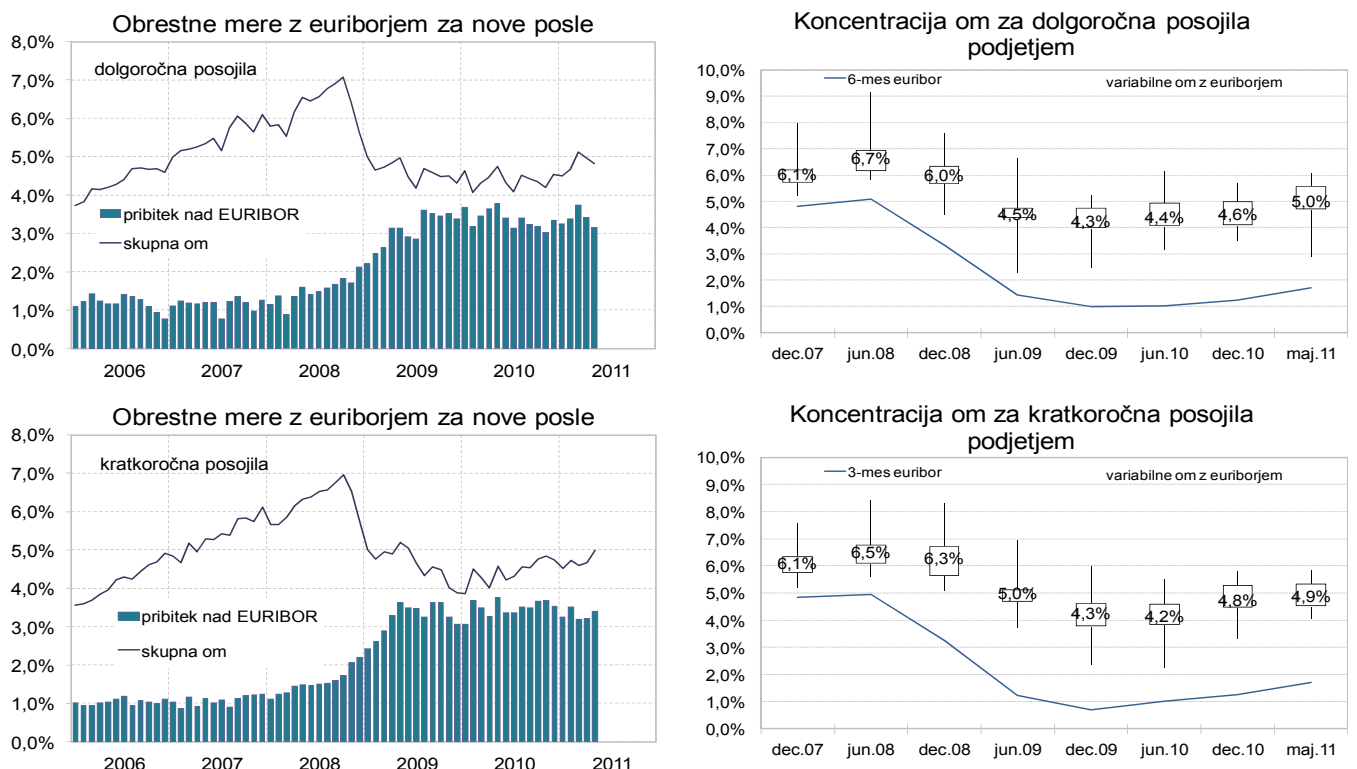 Obrestne mere z euriborjem za nove posle
8,0%
7,0%
6,0%
5,0%
4,0%
3,0%
2,0%
1,0%
0,0%
dolgoročna posojila
pribitek nad EURIBOR
skupna om
2006 2007 2008 2009 2010 2011
Koncentracija om za dolgoročna posojila
podjetjem
10,0%
9,0%
8,0%
7,0%
6,0%
5,0%
4,0%
3,0%
2,0%
1,0%
0,0%
6-mes euribor
variabilne om z euriborjem
6,1% 6,7% 6,0% 4,5% 4,3% 4,4% 4,6% 5,0%
dec.07 jun.08 dec.08 jun.09 dec.09 jun.10 dec.10 maj.11
Obrestne mere z euriborjem za nove posle
8,0%
7,0%
6,0%
5,0%
4,0%
3,0%
2,0%
1,0%
0,0%
kratkoročna posojila
pribitek nad EURIBOR
skupna om
2006 2007 2008 2009 2010 2011
Koncentracija om za kratkoročna posojila
podjetjem
10,0%
9,0%
8,0%
7,0%
6,0%
5,0%
4,0%
3,0%
2,0%
1,0%
0,0%
3-mes euribor
variabilne om z euriborjem
6,1% 6,5% 6,3% 5,0% 4,3% 4,2% 4,8% 4,9%
dec.07 jun.08 dec.08 jun.09 dec.09 jun.10 dec.10 maj.11